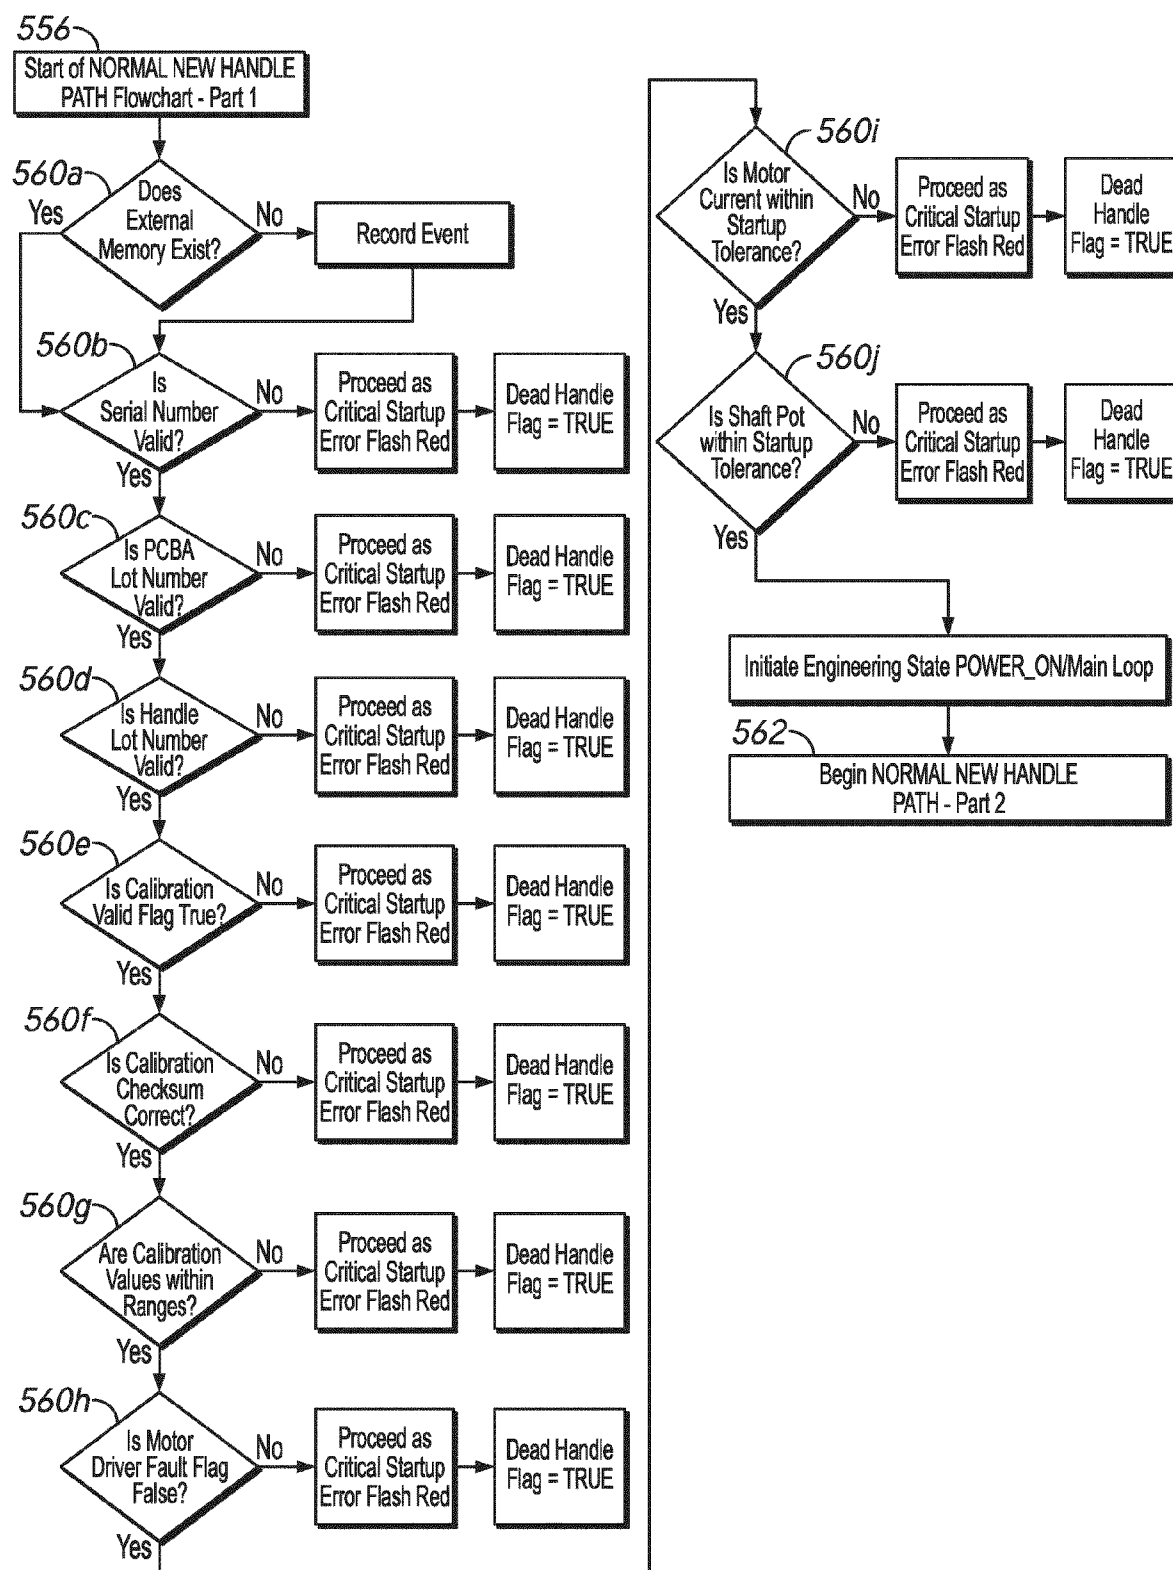 556
Start of NORMAL NEW HANDLE
PATH Flowchart - Part 1
560a
Does
External
Memory Exist?
Yes
No
Record Event
560b
Is
Serial Number
Valid?
No
Proceed as
Critical Startup
Error Flash Red
Dead Handle
Flag = TRUE
Yes
560c
Is PCBA
Lot Number
Valid?
No
Proceed as
Critical Startup
Error Flash Red
Dead Handle
Flag = TRUE
Yes
560d
Is Handle
Lot Number
Valid?
No
Proceed as
Critical Startup
Error Flash Red
Dead Handle
Flag = TRUE
Yes
560e
Is Calibration
Valid Flag True?
No
Proceed as
Critical Startup
Error Flash Red
Dead Handle
Flag = TRUE
Yes
560f
Is Calibration
Checksum
Correct?
No
Proceed as
Critical Startup
Error Flash Red
Dead Handle
Flag = TRUE
Yes
560g
Are Calibration
Values within
Ranges?
No
Proceed as
Critical Startup
Error Flash Red
Dead Handle
Flag = TRUE
Yes
560h
Is Motor
Driver Fault Flag
False?
No
Proceed as
Critical Startup
Error Flash Red
Dead Handle
Flag = TRUE
Yes
560i
Is Motor
Current within
Startup
Tolerance?
No
Proceed as
Critical Startup
Error Flash Red
Dead
Handle
Flag = TRUE
Yes
560j
Is Shaft Pot
within Startup
Tolerance?
No
Proceed as
Critical Startup
Error Flash Red
Dead
Handle
Flag = TRUE
Yes
Initiate Engineering State POWER_ON/Main Loop
562
Begin NORMAL NEW HANDLE
PATH - Part 2